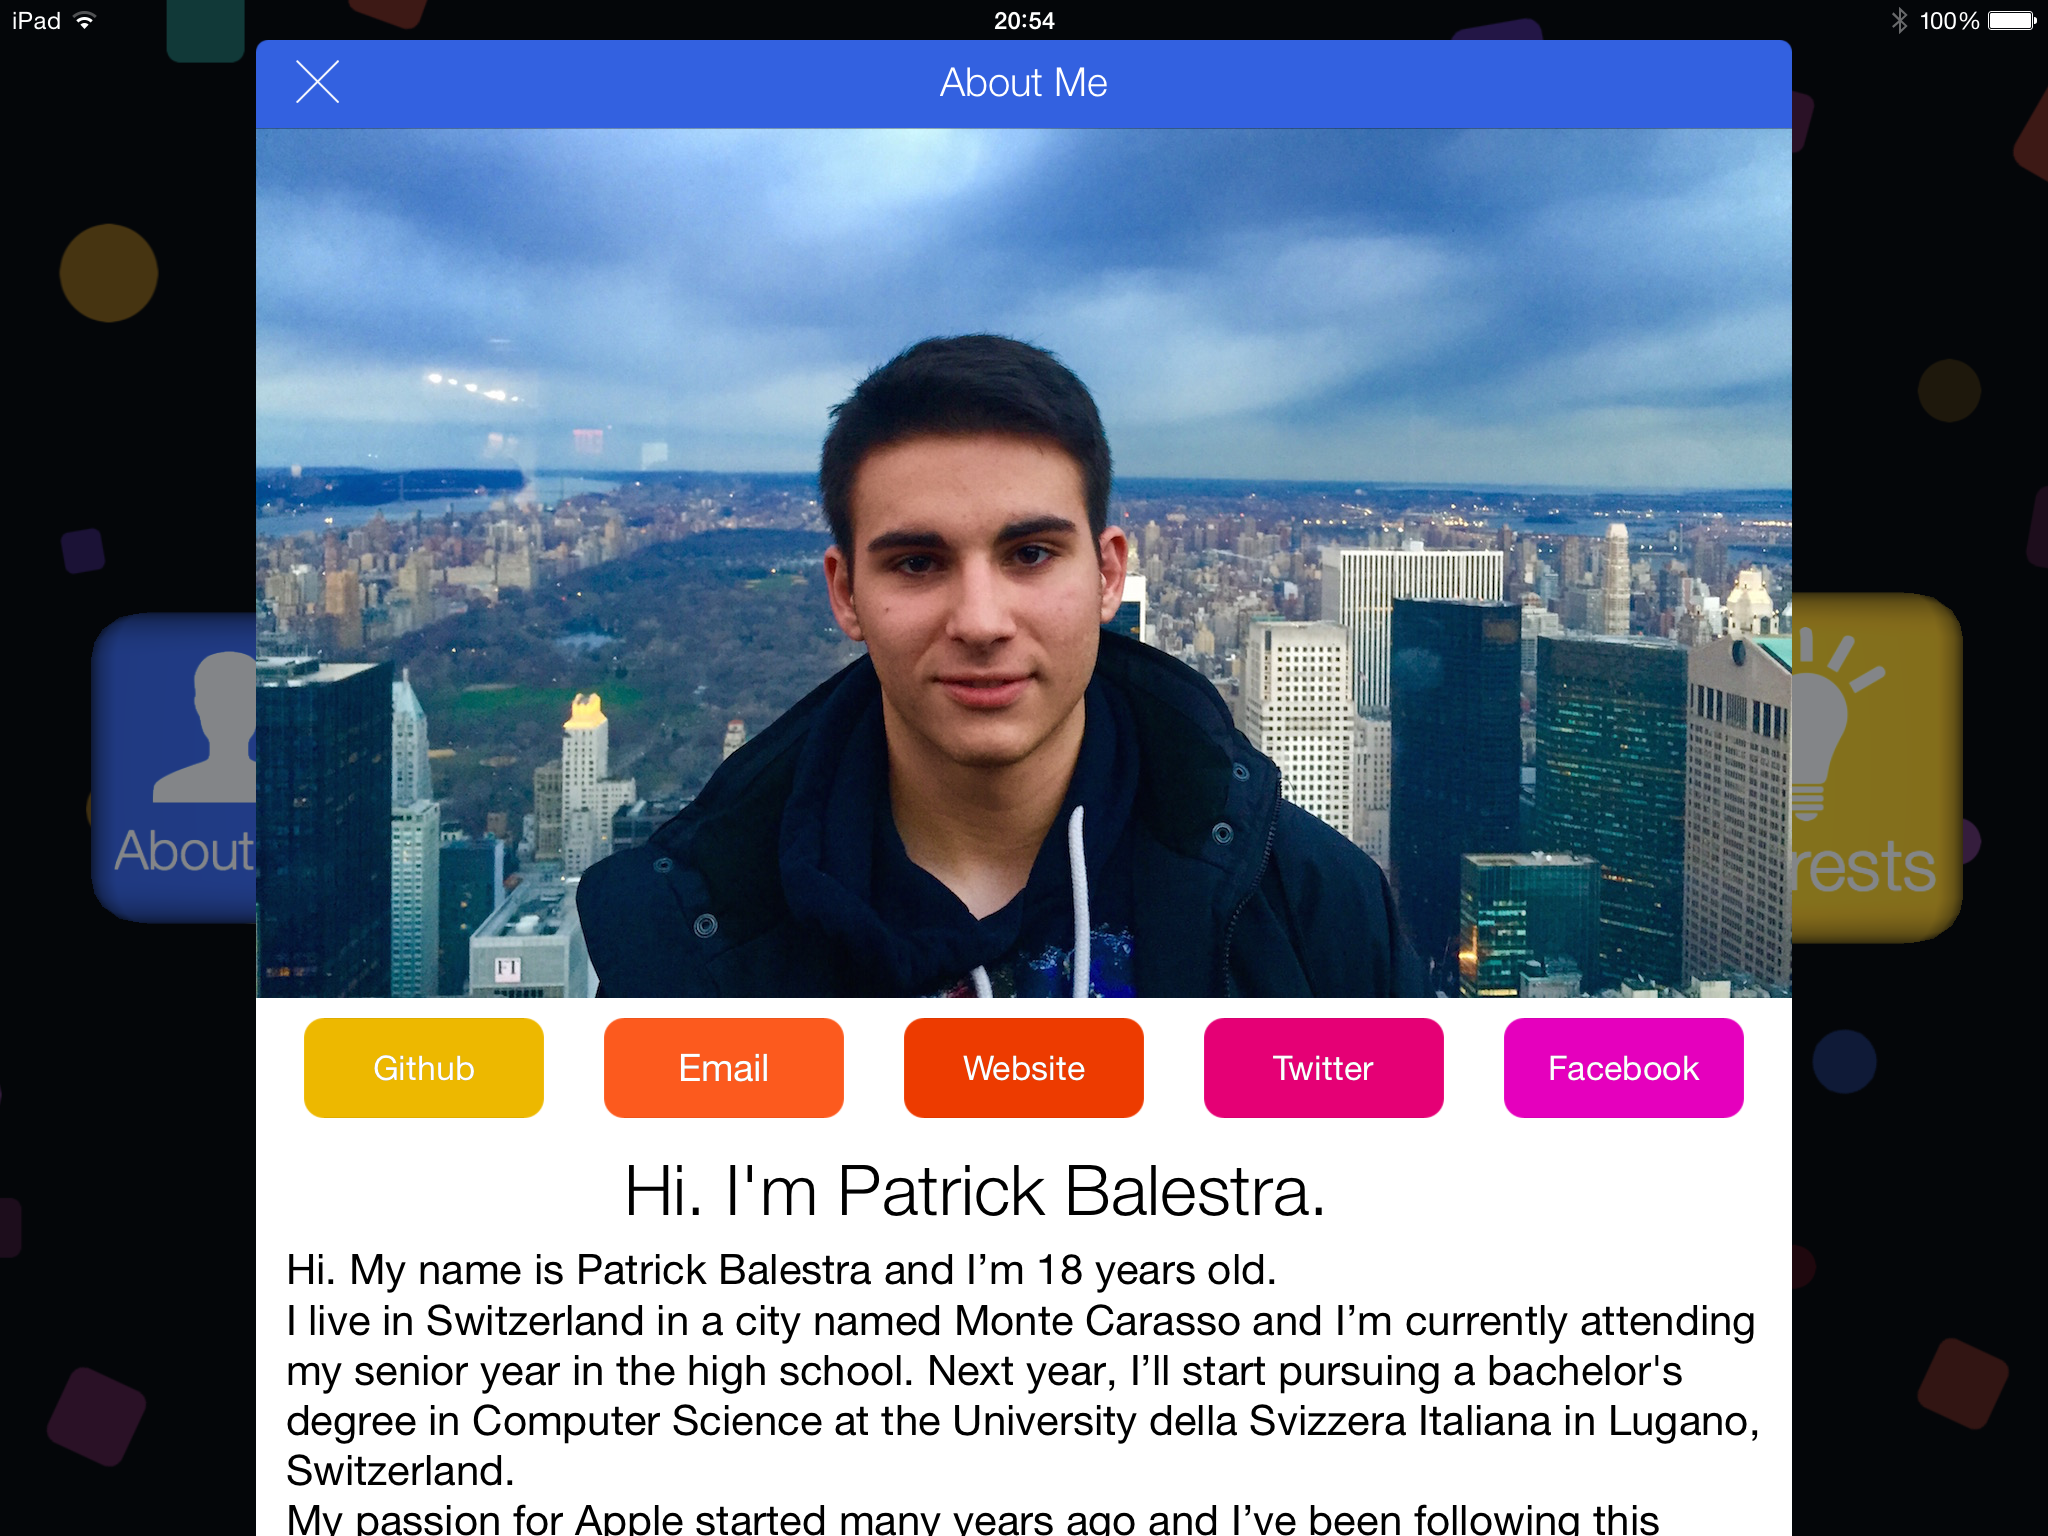 iPad 20:54 100%
About Me
FI
About
rests
Github Email Website Twitter Facebook
Hi. I'm Patrick Balestra.
Hi. My name is Patrick Balestra and I’m 18 years old.
I live in Switzerland in a city named Monte Carasso and I’m currently attending
my senior year in the high school. Next year, I’ll start pursuing a bachelor's
degree in Computer Science at the University della Svizzera Italiana in Lugano,
Switzerland.
My passion for Apple started many years ago and I’ve been following this